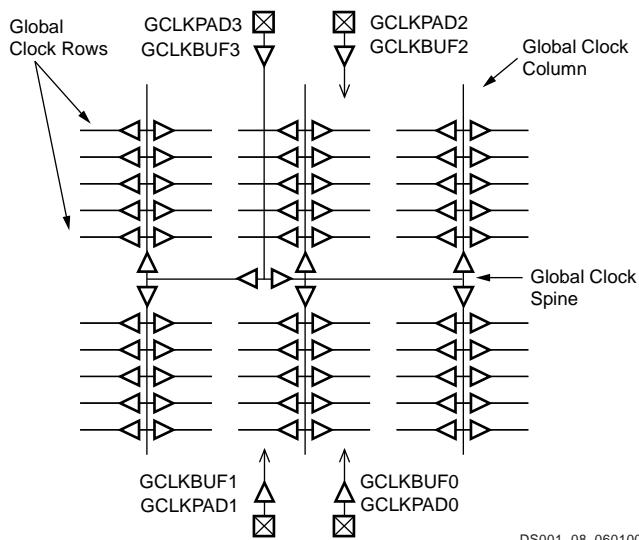 GCLKPAD3
GCLKBUF3
GCLKPAD2
GCLKBUF2
Global
Clock Rows
Global Clock
Column
Global Clock
Spine
GCLKBUF1
GCLKPAD1
GCLKBUF0
GCLKPAD0